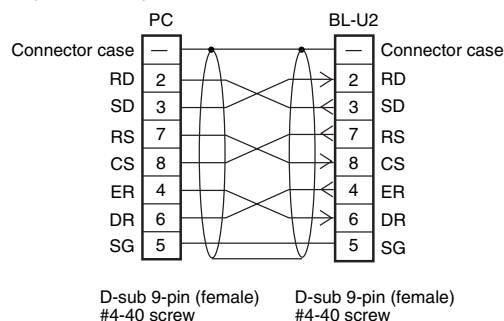 PC BL-U2
Connector case — — Connector case
RD 2 2 RD
SD 3 3 SD
RS 7 7 RS
CS 8 8 CS
ER 4 4 ER
DR 6 6 DR
SG 5 5 SG
D-sub 9-pin (female) D-sub 9-pin (female)
#4-40 screw #4-40 screw